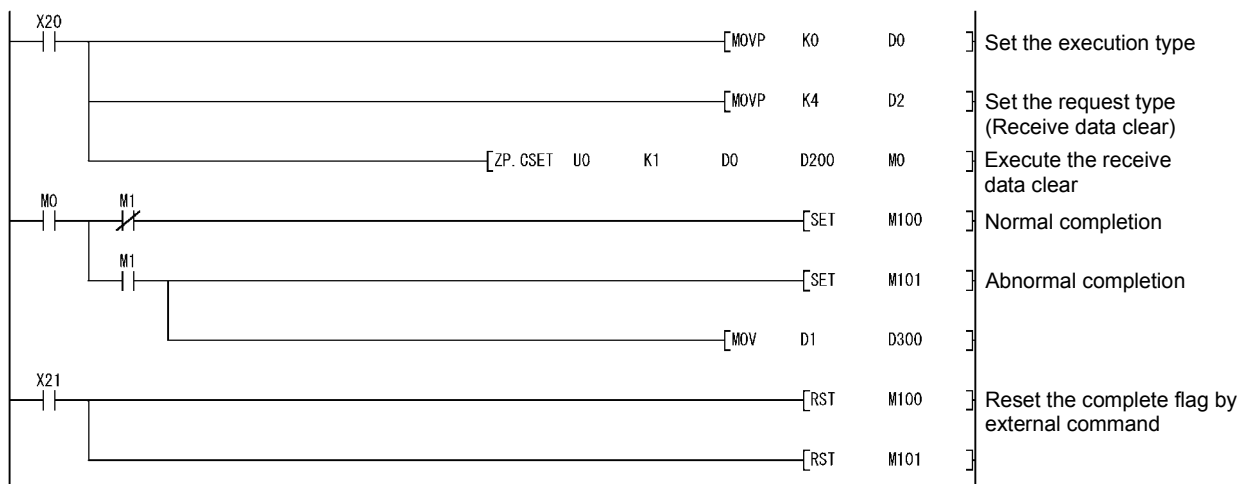 X20
[MOVP K0 D0 ] Set the execution type
[MOVP K4 D2 ] Set the request type
(Receive data clear)
[ZP.CSET U0 K1 D0 D200 M0 ] Execute the receive
data clear
M0 M1
[SET M100 ] Normal completion
M1
[SET M101 ] Abnormal completion
[MOV D1 D300 ]
X21
[RST M100 ] Reset the complete flag by
external command
[RST M101 ]